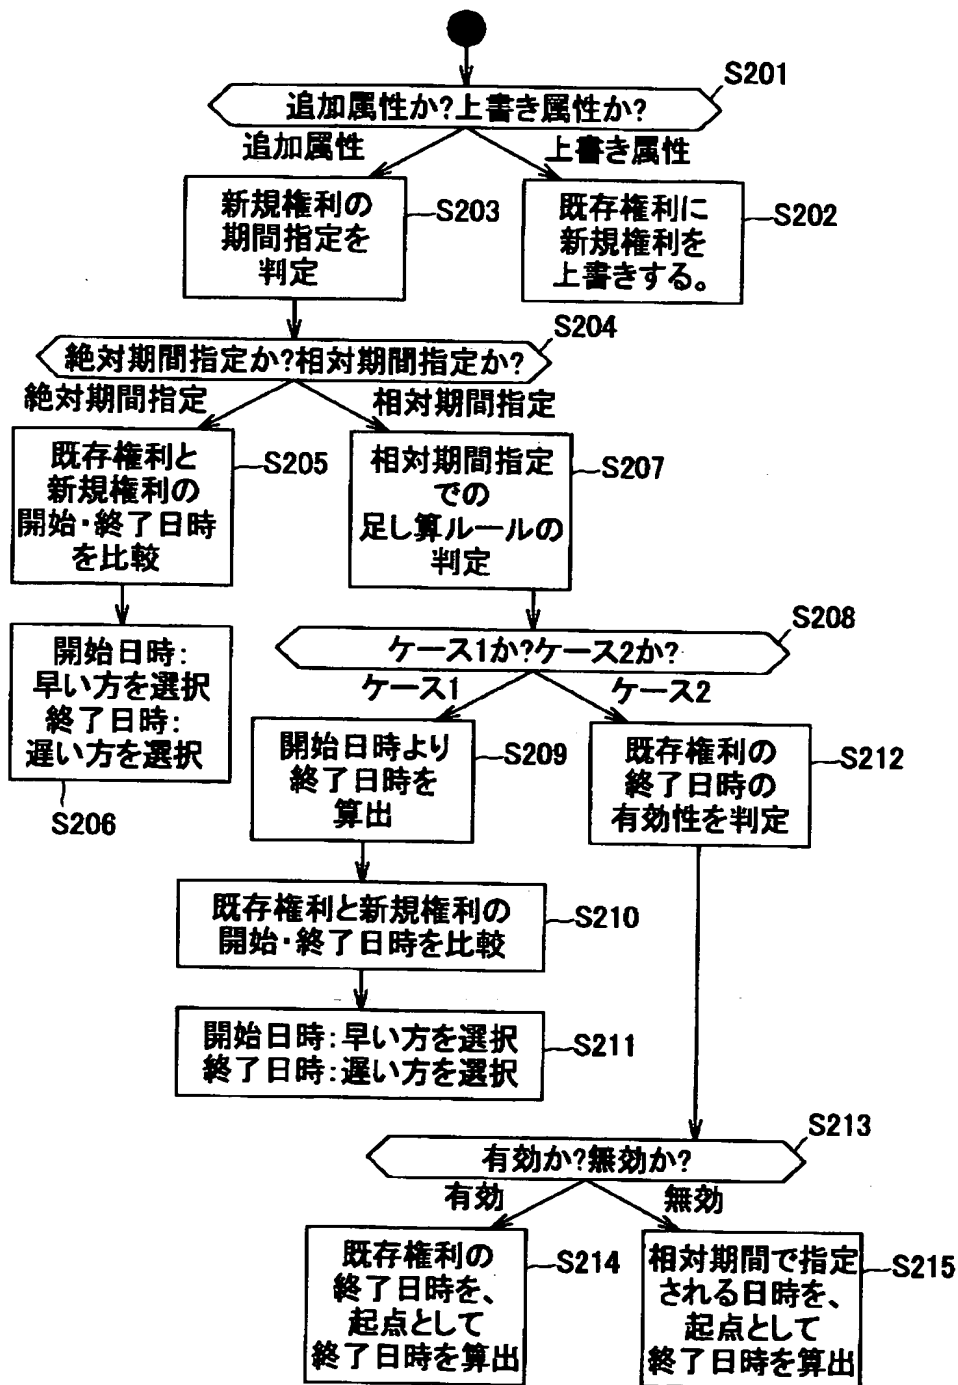 S201
追加属性か?上書き属性か?
追加属性
上書き属性
新規権利の
期間指定を
判定
S203
既存権利に
新規権利を
上書きする。
S202
S204
絶対期間指定か?相対期間指定か?
絶対期間指定
相対期間指定
既存権利と
新規権利の
開始・終了日時
を比較
S205
相対期間指定
での
足し算ルールの
判定
S207
開始日時:
早い方を選択
終了日時:
遅い方を選択
S206
S208
ケース1か?ケース2か?
ケース1
ケース2
開始日時より
終了日時を
算出
S209
既存権利の
終了日時の
有効性を判定
S212
既存権利と新規権利の
開始・終了日時を比較
S210
開始日時:早い方を選択
終了日時:遅い方を選択
S211
S213
有効か?無効か?
有効
無効
既存権利の
終了日時を、
起点として
終了日時を算出
S214
相対期間で指定
される日時を、
起点として
終了日時を算出
S215